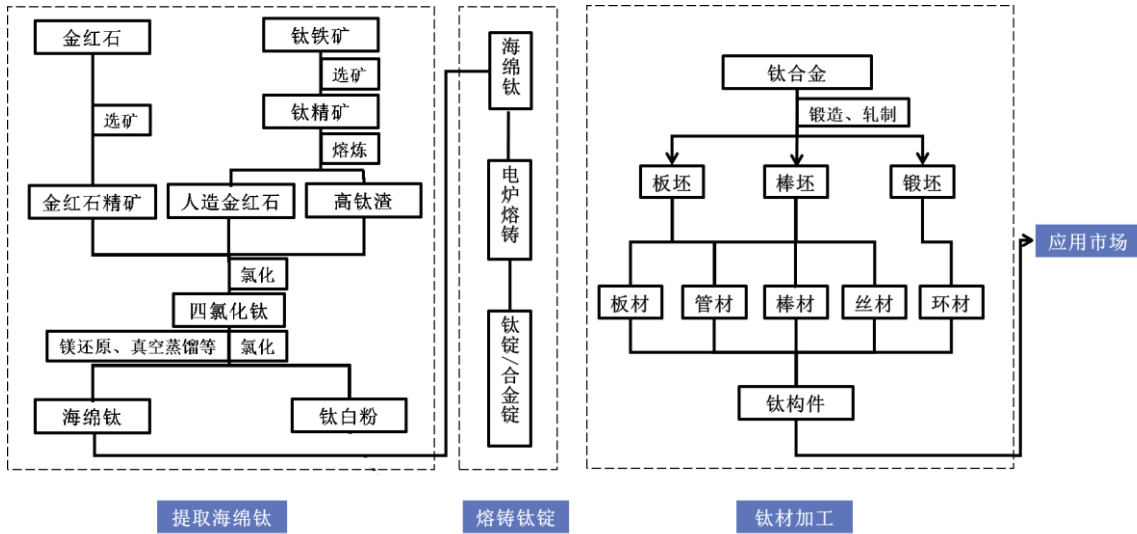 金红石
钛铁矿
选矿
钛精矿
选矿
熔炼
金红石精矿
人造金红石
高钛渣
氯化
四氯化钛
镁还原、真空蒸馏等
氯化
海绵钛
钛白粉
提取海绵钛
海绵钛
电炉熔铸
钛锭/合金锭
熔铸钛锭
钛合金
锻造、轧制
板坯
棒坯
锻坯
板材
管材
棒材
丝材
环材
钛构件
钛材加工
应用市场